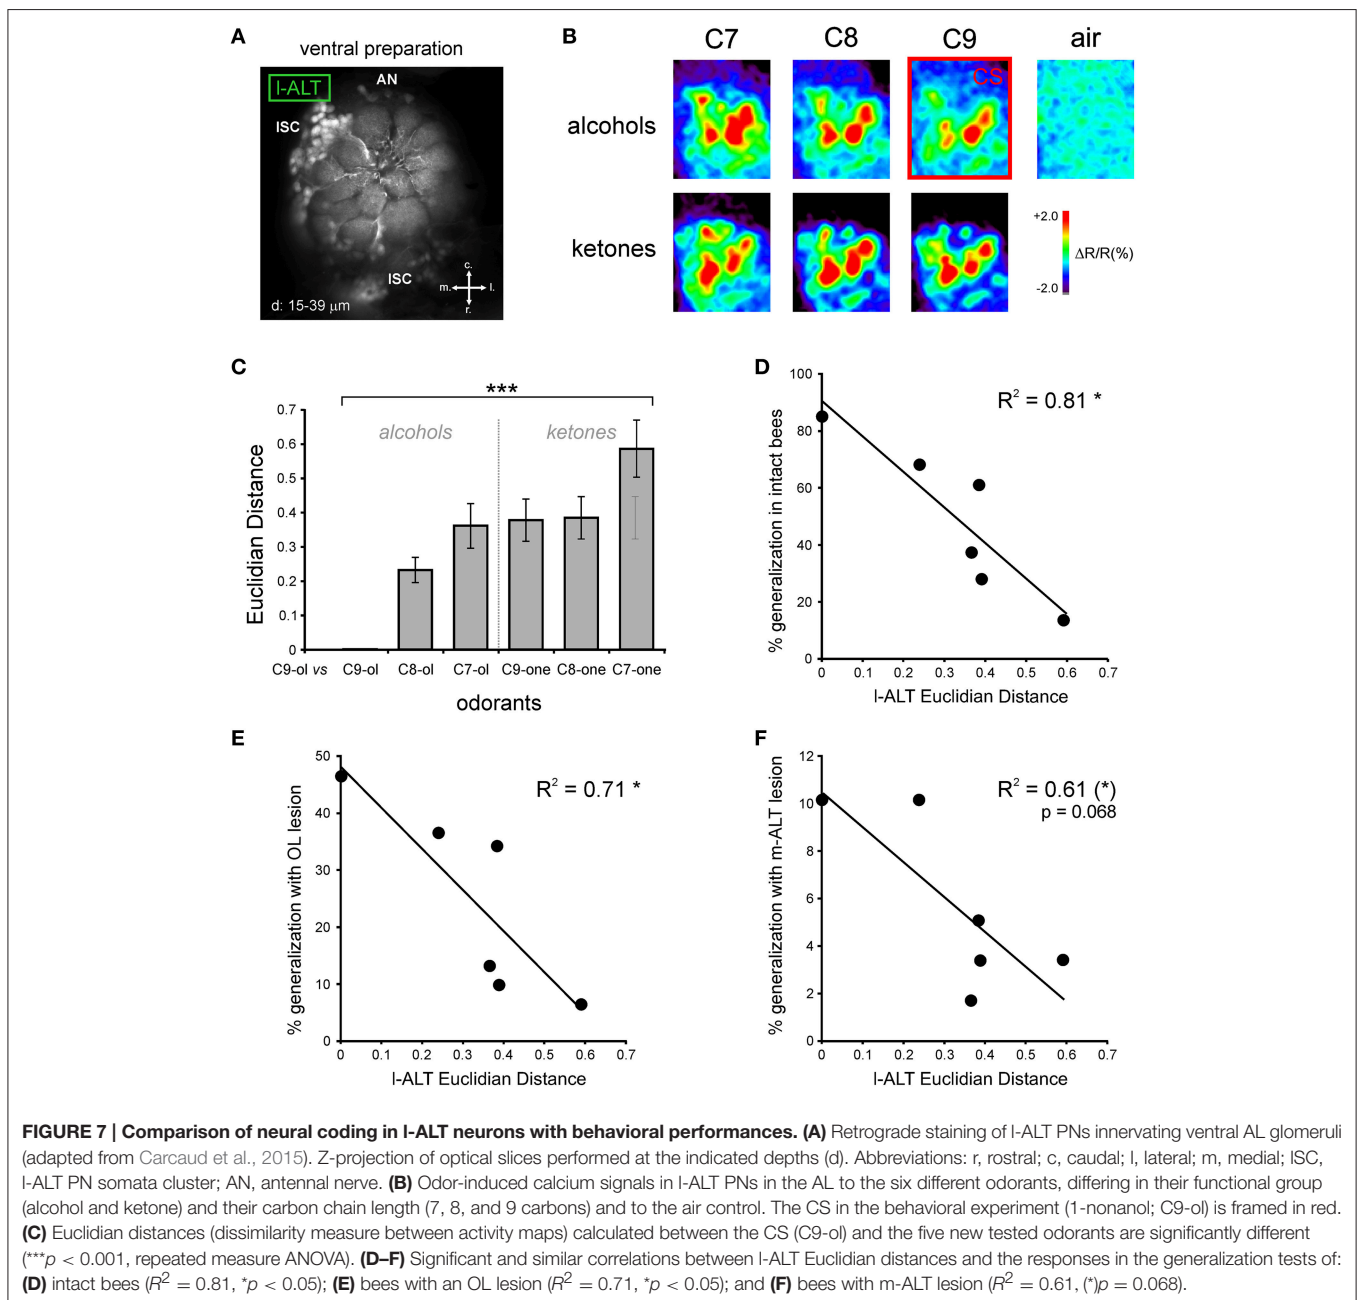 A
ventral preparation
l-ALT
AN
ISC
ISC
c.
m.
l.
r.
d: 15-39 μm
B
C7
C8
C9
air
CS
alcohols
ketones
+2.0
ΔR/R(%)
-2.0
C
***
0.7
alcohols
ketones
0.6
0.5
0.4
0.3
0.2
0.1
0
Euclidian Distance
C9-ol vs C9-ol C8-ol C7-ol C9-one C8-one C7-one
odorants
D
100
R² = 0.81 *
80
60
40
20
0
% generalization in intact bees
0 0.1 0.2 0.3 0.4 0.5 0.6 0.7
l-ALT Euclidian Distance
E
50
R² = 0.71 *
40
30
20
10
0
% generalization with OL lesion
0 0.1 0.2 0.3 0.4 0.5 0.6 0.7
l-ALT Euclidian Distance
F
12
R² = 0.61 (*)
p = 0.068
10
8
6
4
2
0
% generalization with m-ALT lesion
0 0.1 0.2 0.3 0.4 0.5 0.6 0.7
l-ALT Euclidian Distance
FIGURE 7 | Comparison of neural coding in l-ALT neurons with behavioral performances. (A) Retrograde staining of l-ALT PNs innervating ventral AL glomeruli
(adapted from Carcaud et al., 2015). Z-projection of optical slices performed at the indicated depths (d). Abbreviations: r, rostral; c, caudal; l, lateral; m, medial; lSC,
l-ALT PN somata cluster; AN, antennal nerve. (B) Odor-induced calcium signals in l-ALT PNs in the AL to the six different odorants, differing in their functional group
(alcohol and ketone) and their carbon chain length (7, 8, and 9 carbons) and to the air control. The CS in the behavioral experiment (1-nonanol; C9-ol) is framed in red.
(C) Euclidian distances (dissimilarity measure between activity maps) calculated between the CS (C9-ol) and the five new tested odorants are significantly different
(***p < 0.001, repeated measure ANOVA). (D–F) Significant and similar correlations between l-ALT Euclidian distances and the responses in the generalization tests of:
(D) intact bees (R² = 0.81, *p < 0.05); (E) bees with an OL lesion (R² = 0.71, *p < 0.05); and (F) bees with m-ALT lesion (R² = 0.61, (*)p = 0.068).